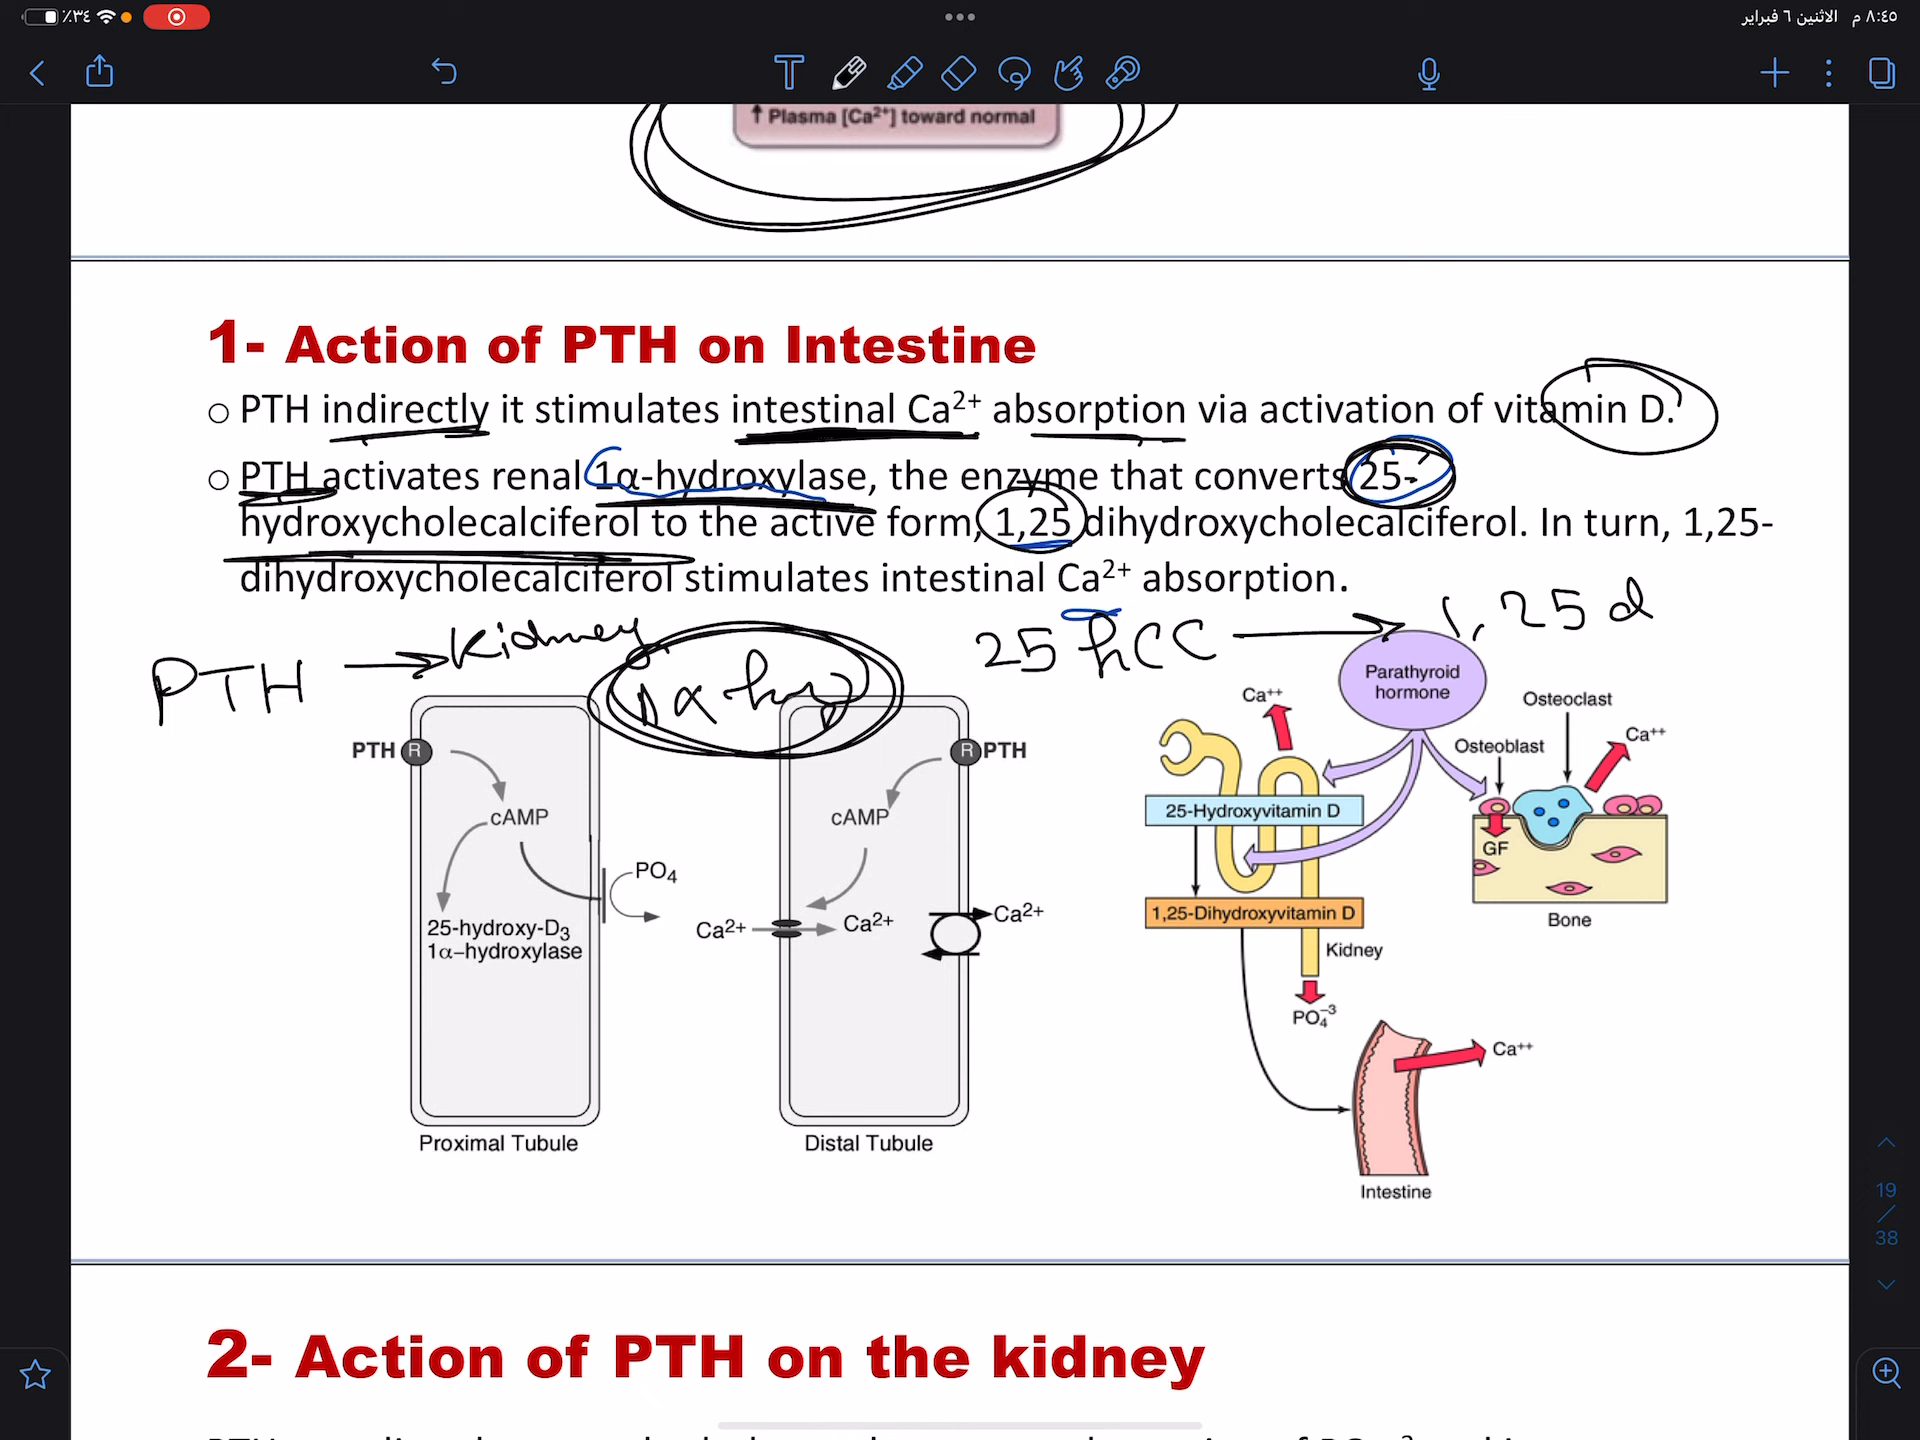 ٪٣٤
٨:٤٥ م الاثنين ٦ فبراير
↑ Plasma [Ca²⁺] toward normal
1- Action of PTH on Intestine
○ PTH indirectly it stimulates intestinal Ca²⁺ absorption via activation of vitamin D.
○ PTH activates renal 1α-hydroxylase, the enzyme that converts 25-
hydroxycholecalciferol to the active form, 1,25 dihydroxycholecalciferol. In turn, 1,25-
dihydroxycholecalciferol stimulates intestinal Ca²⁺ absorption.
PTH → Kidney
1α hy
25 hCC → 1,25 d
PTH R
cAMP
PO₄
25-hydroxy-D₃
1α-hydroxylase
Proximal Tubule
R PTH
cAMP
Ca2+
Ca2+
Ca2+
Distal Tubule
Parathyroid
hormone
Ca⁺⁺
Osteoclast
Osteoblast
Ca⁺⁺
25-Hydroxyvitamin D
GF
1,25-Dihydroxyvitamin D
Bone
Kidney
PO₄⁻³
Ca⁺⁺
Intestine
19
/
38
2- Action of PTH on the kidney